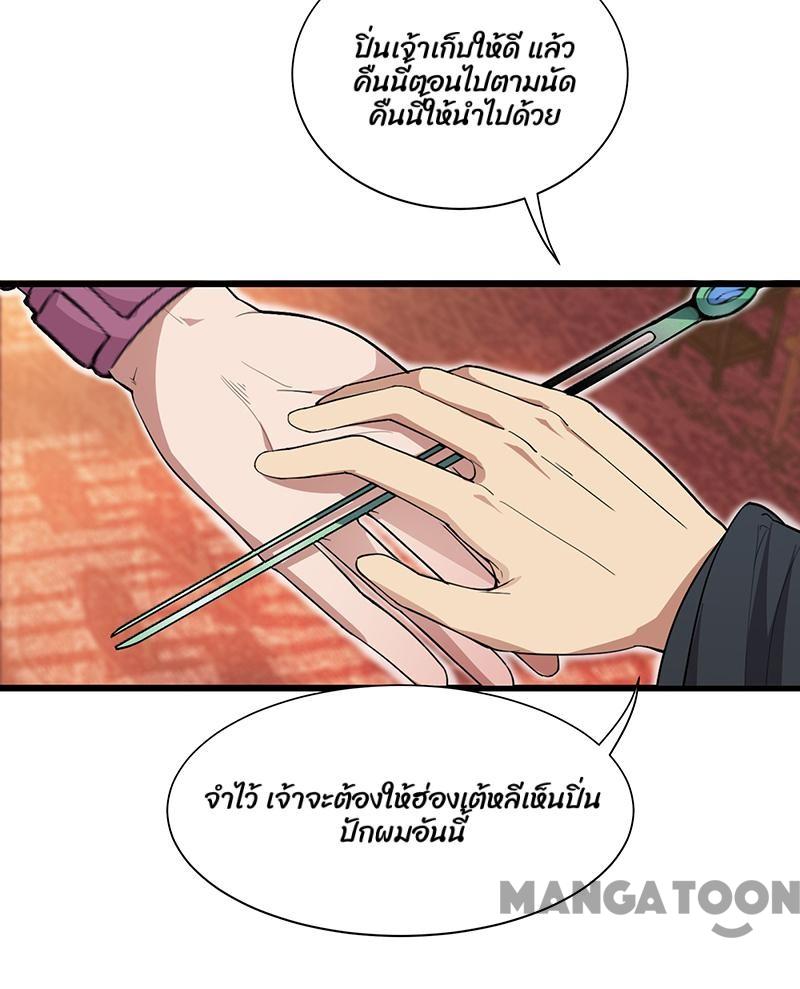 ปิ่นเจ้าเก็บให้ดี แล้ว
คืนนี้ตอนไปตามนัด
คืนนี้ให้นำไปด้วย
จำไว้ เจ้าจะต้องให้ฮ่องเต้หลีเห็นปิ่น
ปักผมอันนี้
MANGATOON